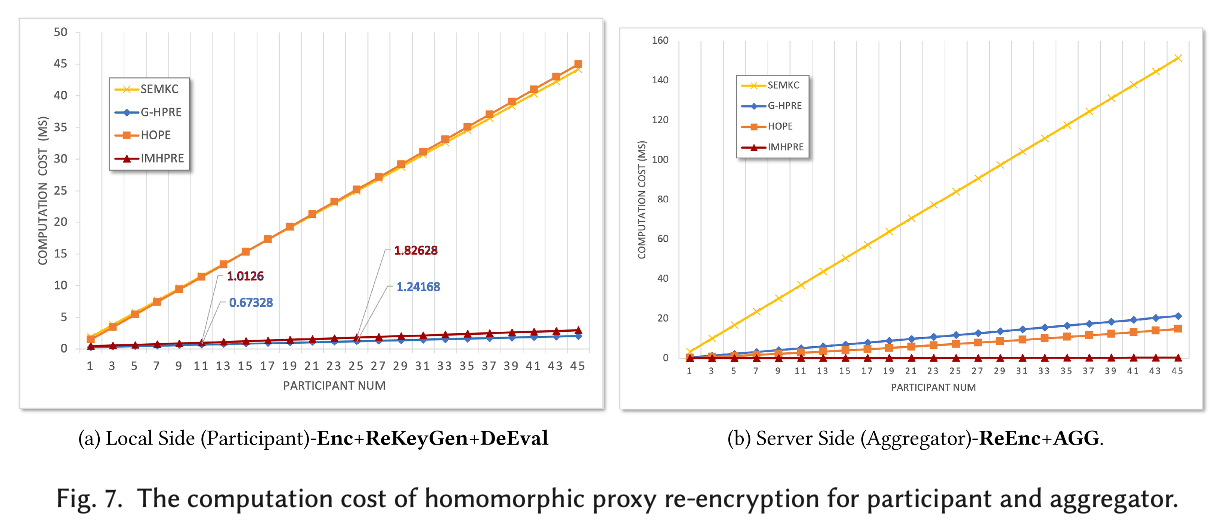 50
45
40
35
30
25
20
15
10
5
0
COMPUTATION COST (MS)
SEMKC
G-HPRE
HOPE
IMHPRE
1.0126
0.67328
1.82628
1.24168
1 3 5 7 9 11 13 15 17 19 21 23 25 27 29 31 33 35 37 39 41 43 45
PARTICIPANT NUM
(a) Local Side (Participant)-Enc+ReKeyGen+DeEval
160
140
120
100
80
60
40
20
0
COMPUTATION COST (MS)
SEMKC
G-HPRE
HOPE
IMHPRE
1 3 5 7 9 11 13 15 17 19 21 23 25 27 29 31 33 35 37 39 41 43 45
PARTICIPANT NUM
(b) Server Side (Aggregator)-ReEnc+AGG.
Fig. 7. The computation cost of homomorphic proxy re-encryption for participant and aggregator.